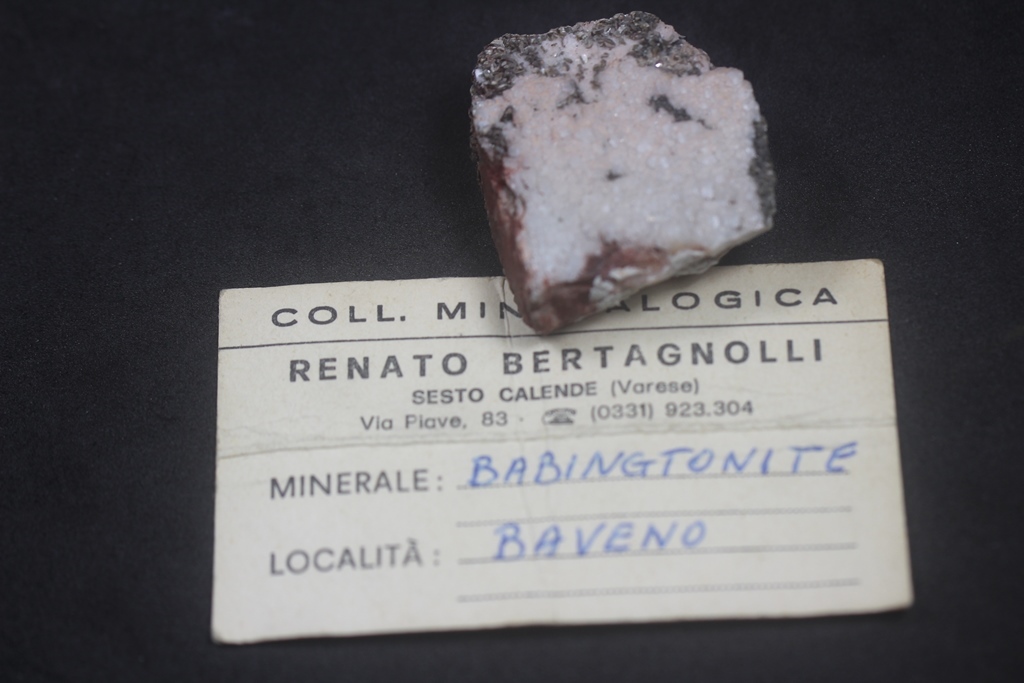 COLL. MIN ALOGICA
RENATO BERTAGNOLLI
SESTO CALENDE (Varese)
Via Piave, 83 - ☎ (0331) 923.304
MINERALE: BABINGTONITE
LOCALITÀ: BAVENO